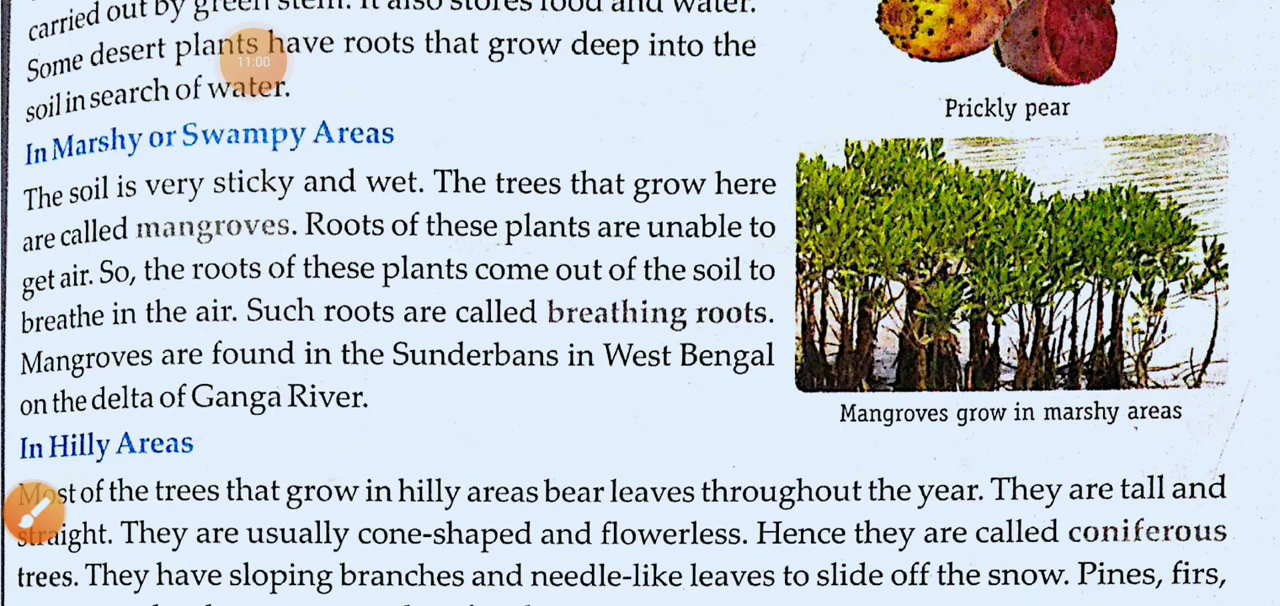 carried out by green stem. It also stores food and water.
Some desert plants have roots that grow deep into the
soil in search of water.
In Marshy or Swampy Areas
The soil is very sticky and wet. The trees that grow here
are called mangroves. Roots of these plants are unable to
get air. So, the roots of these plants come out of the soil to
breathe in the air. Such roots are called breathing roots.
Mangroves are found in the Sunderbans in West Bengal
on the delta of Ganga River.
In Hilly Areas
Most of the trees that grow in hilly areas bear leaves throughout the year. They are tall and
straight. They are usually cone-shaped and flowerless. Hence they are called coniferous
trees. They have sloping branches and needle-like leaves to slide off the snow. Pines, firs,
Prickly pear
Mangroves grow in marshy areas
11:00